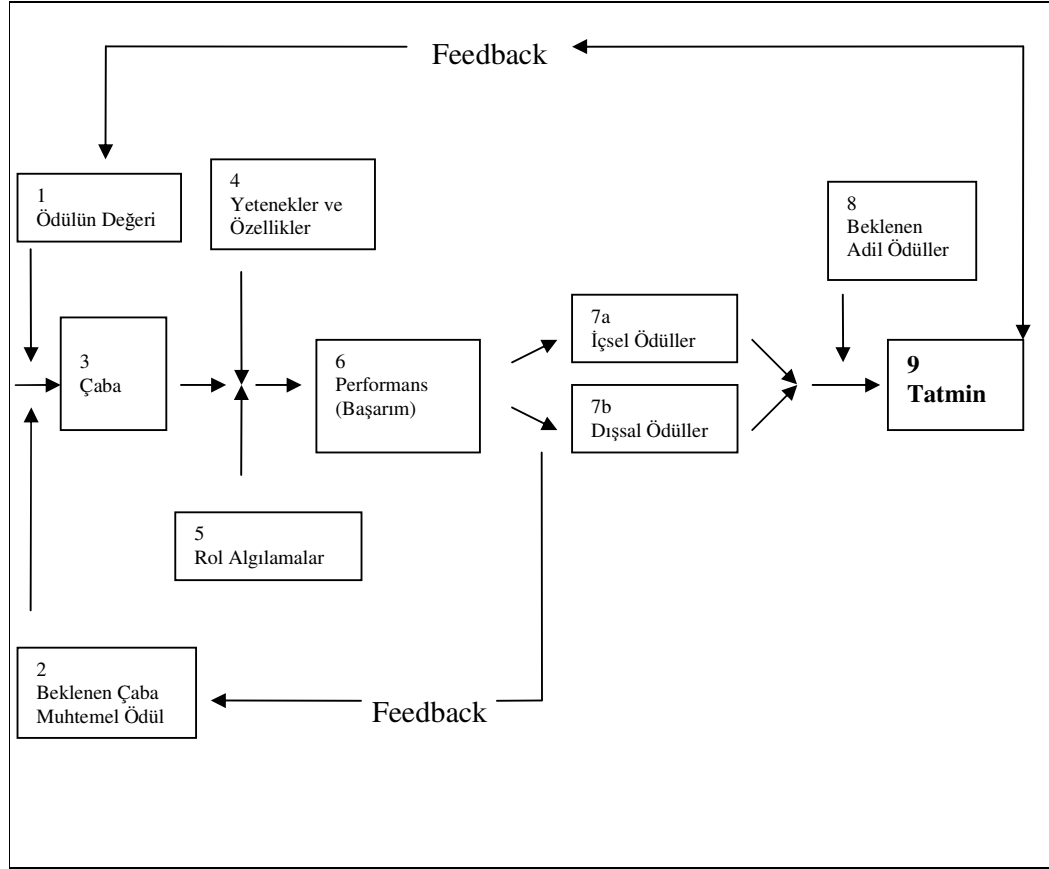 Feedback
1
Ödülün Değeri
4
Yetenekler ve
Özellikler
8
Beklenen
Adil Ödüller
3
Çaba
6
Performans
(Başarım)
7a
İçsel Ödüller
7b
Dışsal Ödüller
9
Tatmin
5
Rol Algılamalar
2
Beklenen Çaba
Muhtemel Ödül
Feedback